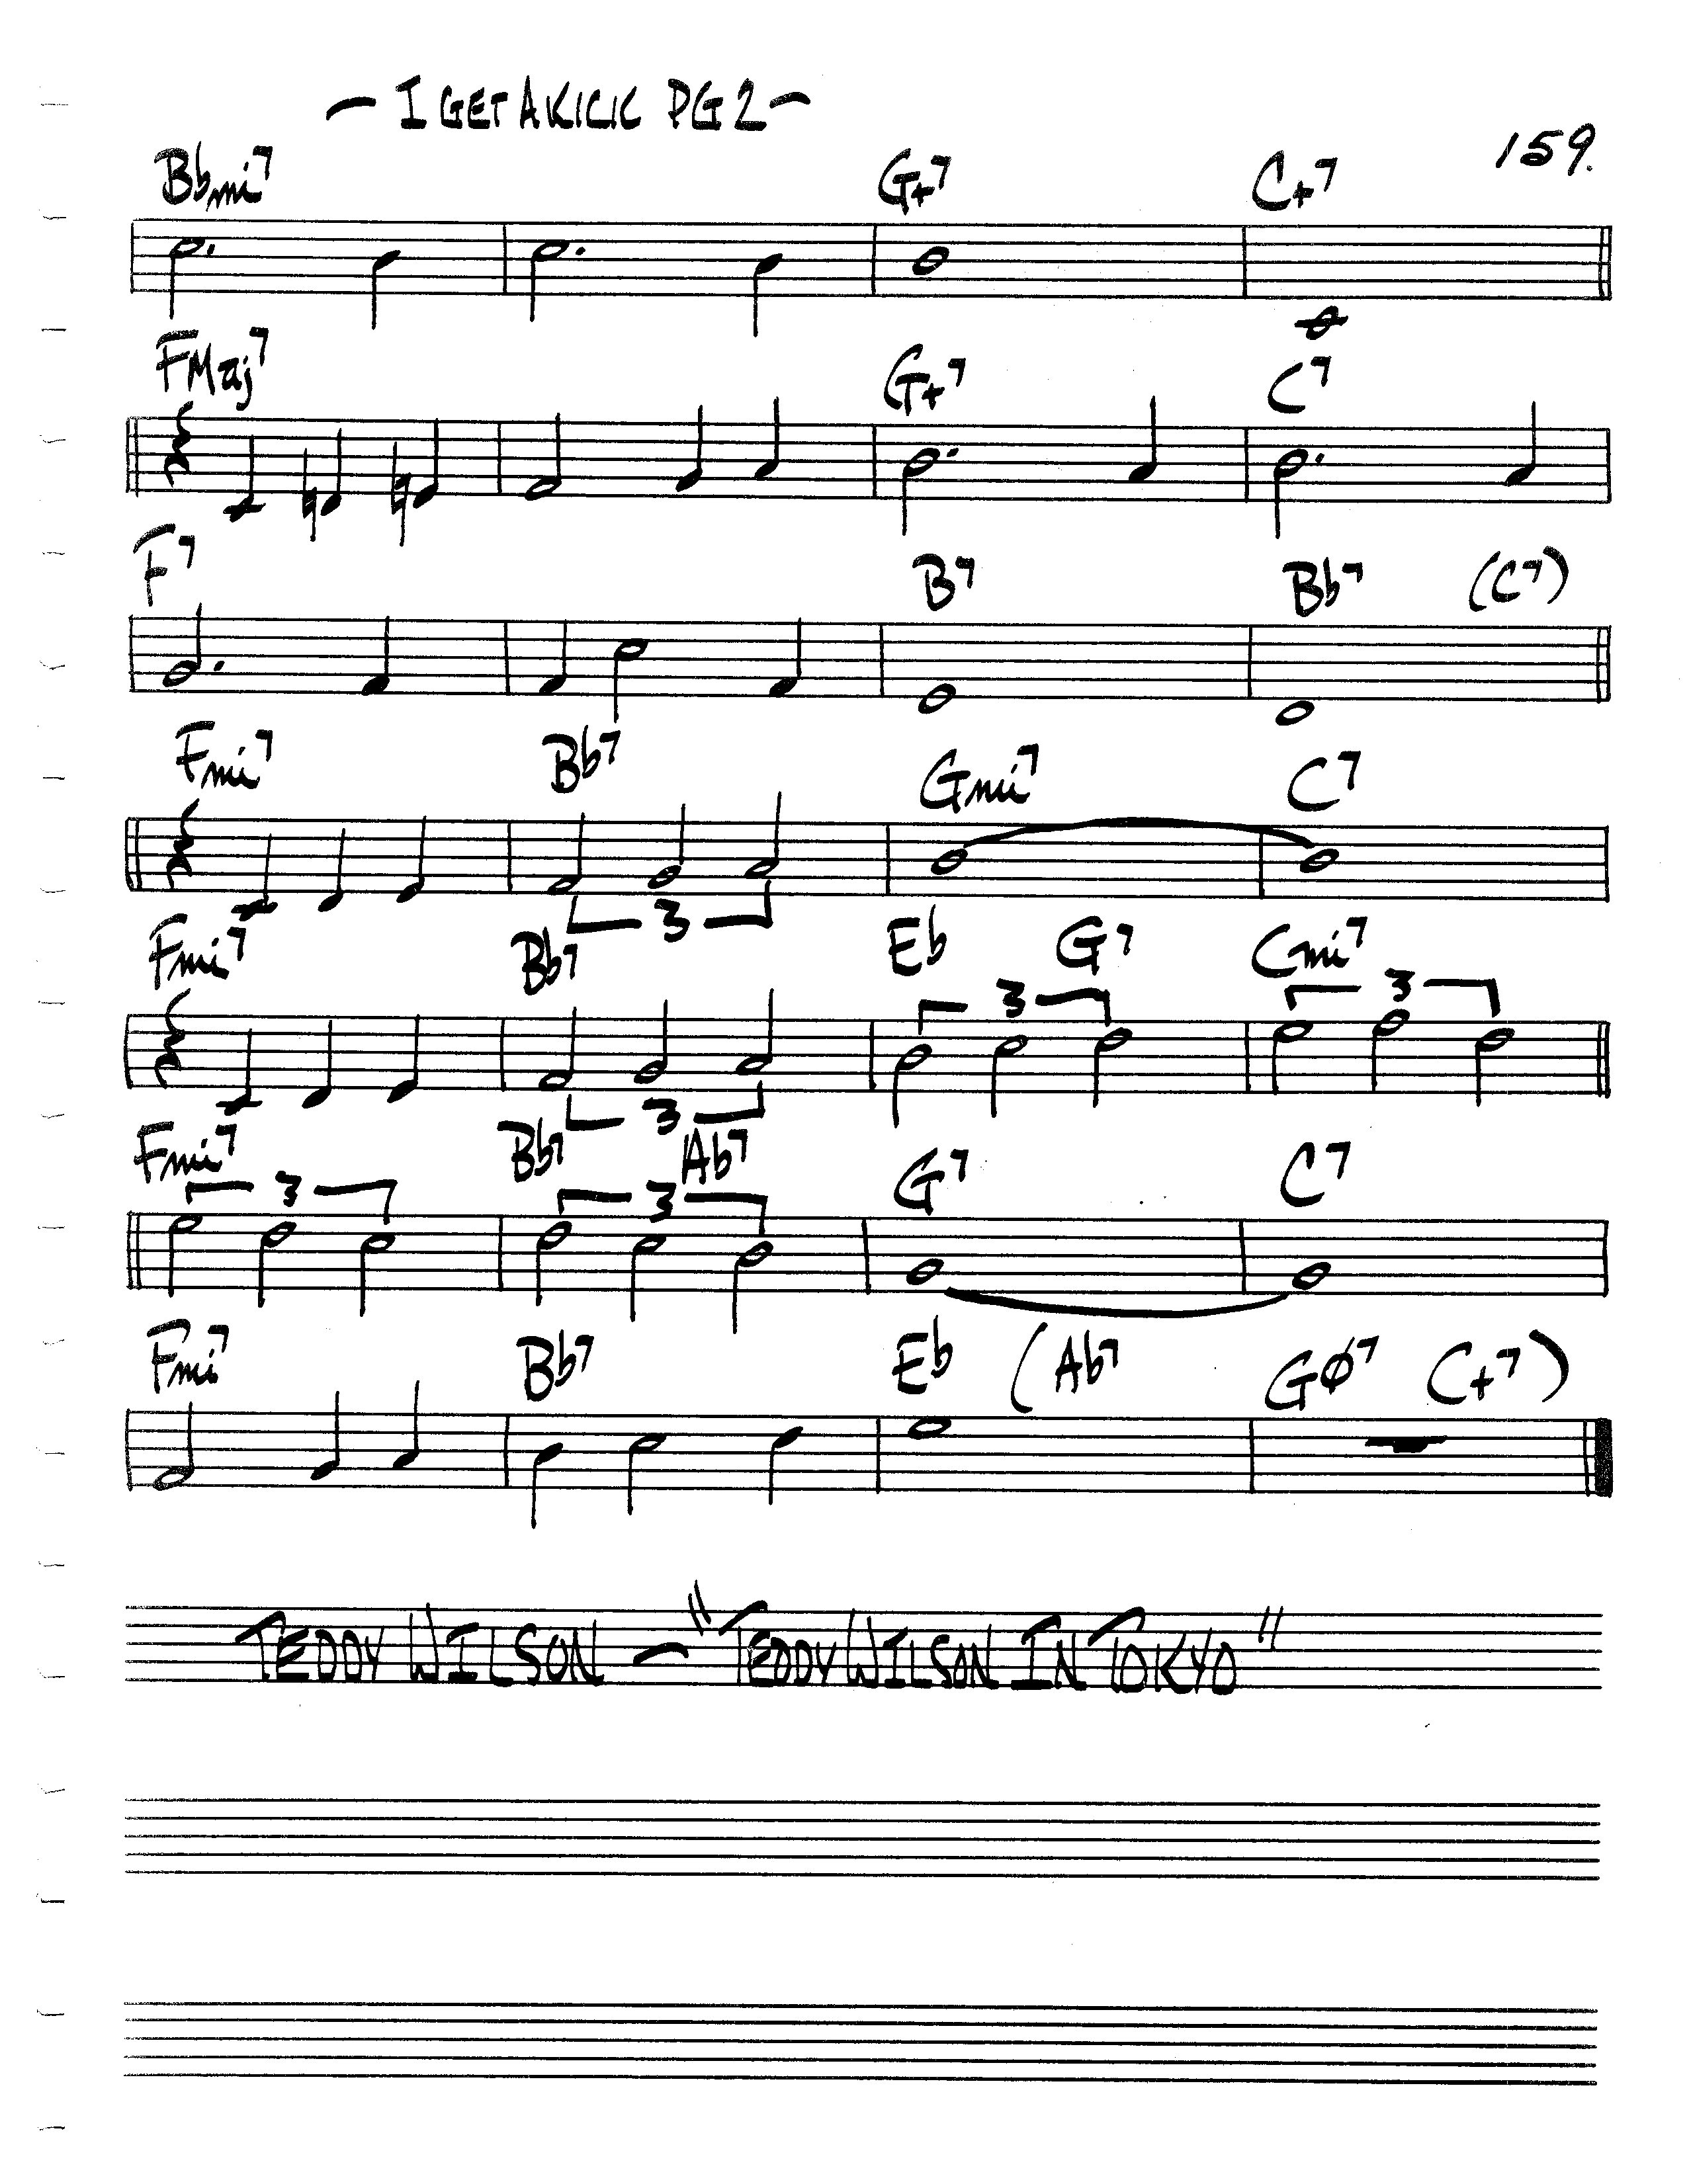 — I GET A KICK PG 2 —
159.
Bbmi7 G+7 C+7
FMaj7 G+7 C7
F7 B7 Bb7 (C7)
Fmi7 Bb7 Gmi7 C7
3
Fmi7 Bb7 Eb G7 Cmi7
3 3 3
Fmi7 Bb7 Ab7 G7 C7
3 3
Fmi7 Bb7 Eb (Ab7 GØ7 C+7)
TEDDY WILSON — "TEDDY WILSON IN TOKYO"